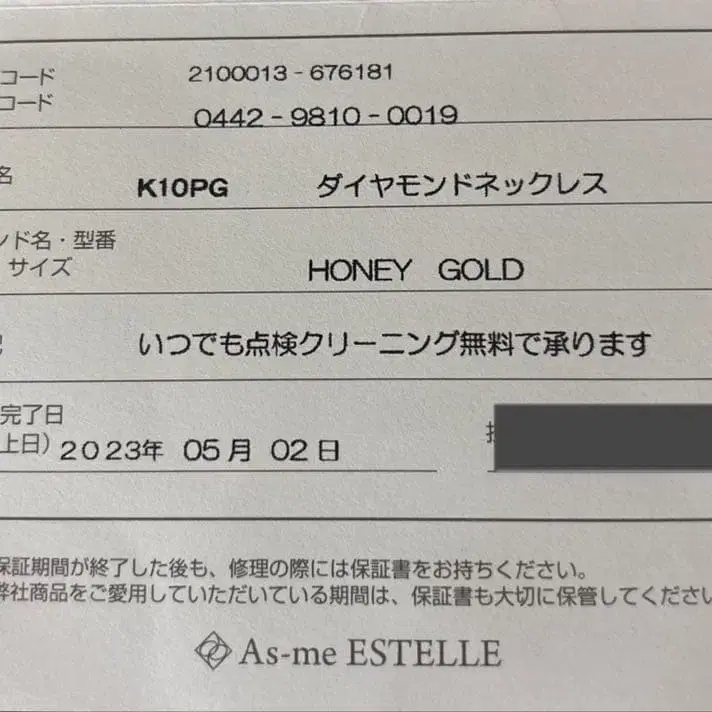 コード 2100013-676181
コード 0442-9810-0019
名 K10PG ダイヤモンドネックレス
ンド名・型番
サイズ HONEY GOLD
いつでも点検クリーニング無料で承ります
完了日
上日) 2023年 05月 02日
保証期間が終了した後も、修理の際には保証書をお持ちください。
弊社商品をご愛用していただいている期間は、保証書も大切に保管してくださ
As-me ESTELLE